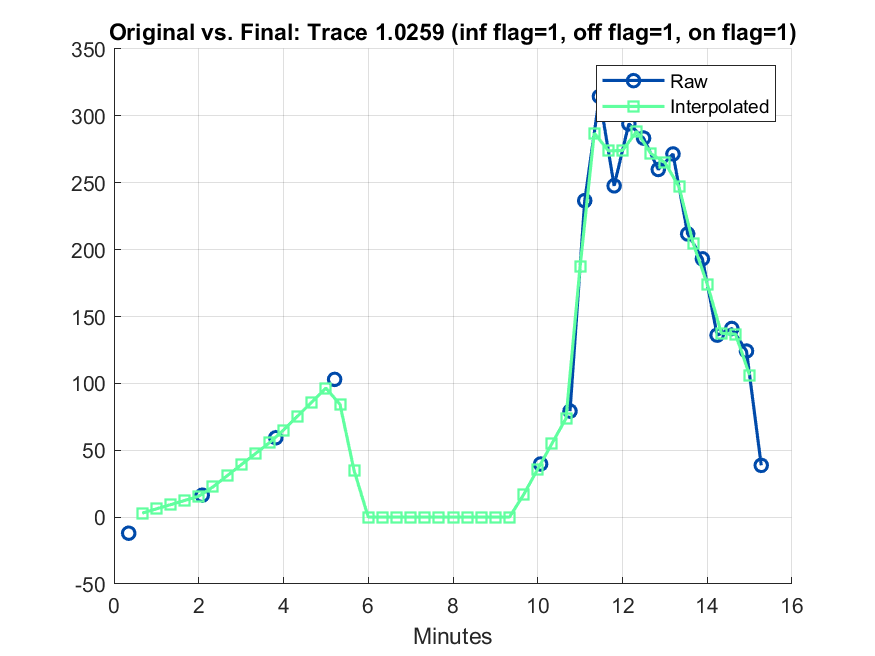 Original vs. Final: Trace 1.0259 (inf flag=1, off flag=1, on flag=1)
350
300
250
200
150
100
50
0
-50
Raw
Interpolated
0 2 4 6 8 10 12 14 16
Minutes